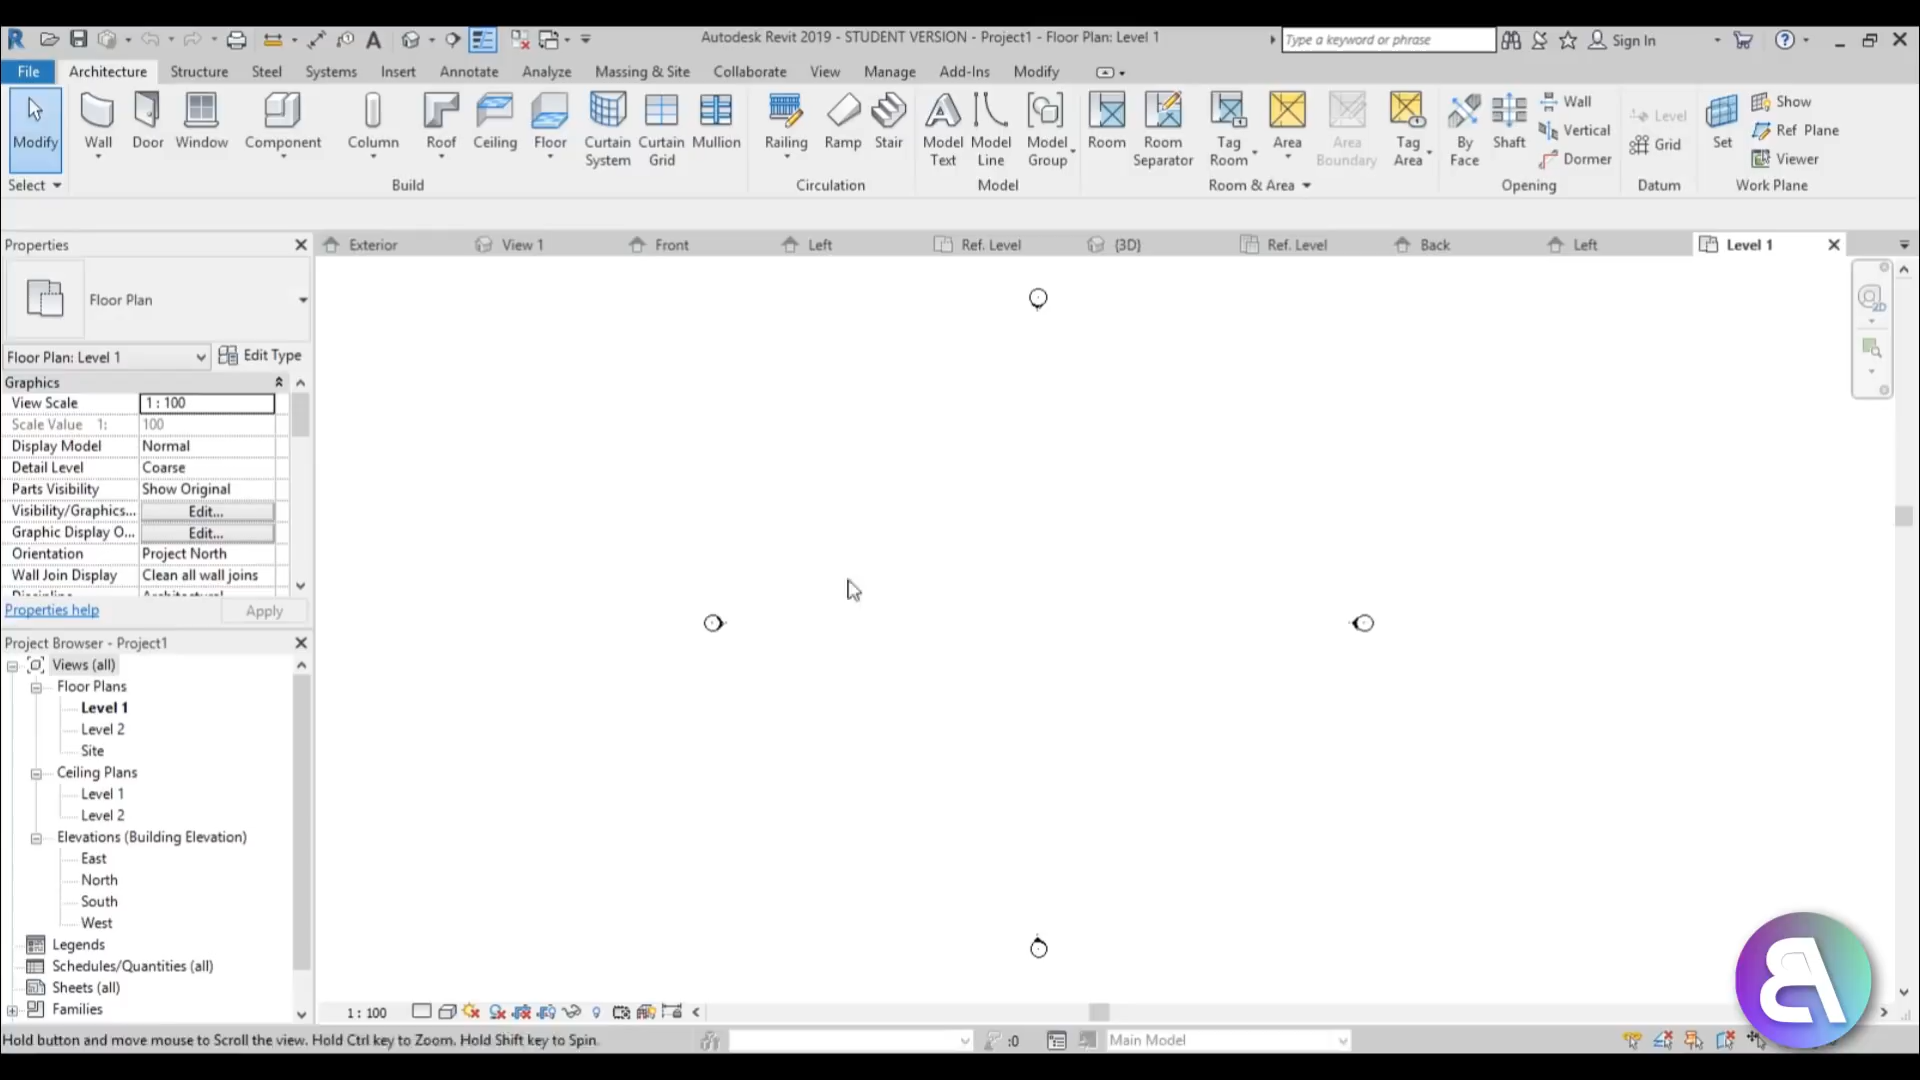 Autodesk Revit 2019 - STUDENT VERSION - Project1 - Floor Plan: Level 1
Type a keyword or phrase
Sign In
File
Architecture
Structure
Steel
Systems
Insert
Annotate
Analyze
Massing & Site
Collaborate
View
Manage
Add-Ins
Modify
Modify
Wall
Door
Window
Component
Column
Roof
Ceiling
Floor
Curtain System
Curtain Grid
Mullion
Railing
Ramp
Stair
Model Text
Model Line
Model Group
Room
Room Separator
Tag Room
Area
Area Boundary
Tag Area
By Face
Shaft
Wall
Vertical
Dormer
Level
Grid
Set
Show
Ref Plane
Viewer
Select
Build
Circulation
Model
Room & Area
Opening
Datum
Work Plane
Properties
Exterior
View 1
Front
Left
Ref. Level
{3D}
Ref. Level
Back
Left
Level 1
Floor Plan
Floor Plan: Level 1
Edit Type
Graphics
View Scale 1 : 100
Scale Value 1: 100
Display Model Normal
Detail Level Coarse
Parts Visibility Show Original
Visibility/Graphics... Edit...
Graphic Display O... Edit...
Orientation Project North
Wall Join Display Clean all wall joins
Properties help
Apply
Project Browser - Project1
Views (all)
Floor Plans
Level 1
Level 2
Site
Ceiling Plans
Level 1
Level 2
Elevations (Building Elevation)
East
North
South
West
Legends
Schedules/Quantities (all)
Sheets (all)
Families
2D
1 : 100
Hold button and move mouse to Scroll the view. Hold Ctrl key to Zoom. Hold Shift key to Spin.
:0
Main Model